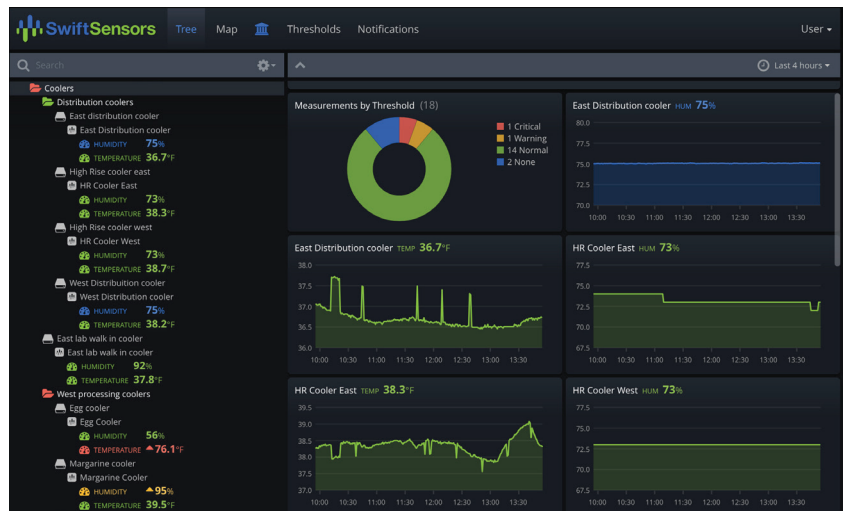 SwiftSensors Tree Map Thresholds Notifications User
Search
Last 4 hours
Coolers
Distribution coolers
East distribution cooler
East Distribution cooler
HUMIDITY 75%
TEMPERATURE 36.7°F
High Rise cooler east
HR Cooler East
HUMIDITY 73%
TEMPERATURE 38.3°F
High Rise cooler west
HR Cooler West
HUMIDITY 73%
TEMPERATURE 38.7°F
West Distribuition cooler
West Distribution cooler
HUMIDITY 75%
TEMPERATURE 38.2°F
East lab walk in cooler
East lab walk in cooler
HUMIDITY 92%
TEMPERATURE 37.8°F
West processing coolers
Egg cooler
Egg Cooler
HUMIDITY 56%
TEMPERATURE 76.1°F
Margarine cooler
Margarine Cooler
HUMIDITY 95%
TEMPERATURE 39.5°F
Measurements by Threshold (18)
1 Critical
1 Warning
14 Normal
2 None
East Distribution cooler HUM 75%
80.0
77.5
75.0
72.5
70.0
10:00 10:30 11:00 11:30 12:00 12:30 13:00 13:30
East Distribution cooler TEMP 36.7°F
38.0
37.5
37.0
36.5
36.0
10:00 10:30 11:00 11:30 12:00 12:30 13:00 13:30
HR Cooler East HUM 73%
77.5
75.0
72.5
70.0
67.5
10:00 10:30 11:00 11:30 12:00 12:30 13:00 13:30
HR Cooler East TEMP 38.3°F
39.5
39.0
38.5
38.0
37.5
37.0
10:00 10:30 11:00 11:30 12:00 12:30 13:00 13:30
HR Cooler West HUM 73%
77.5
75.0
72.5
70.0
67.5
10:00 10:30 11:00 11:30 12:00 12:30 13:00 13:30